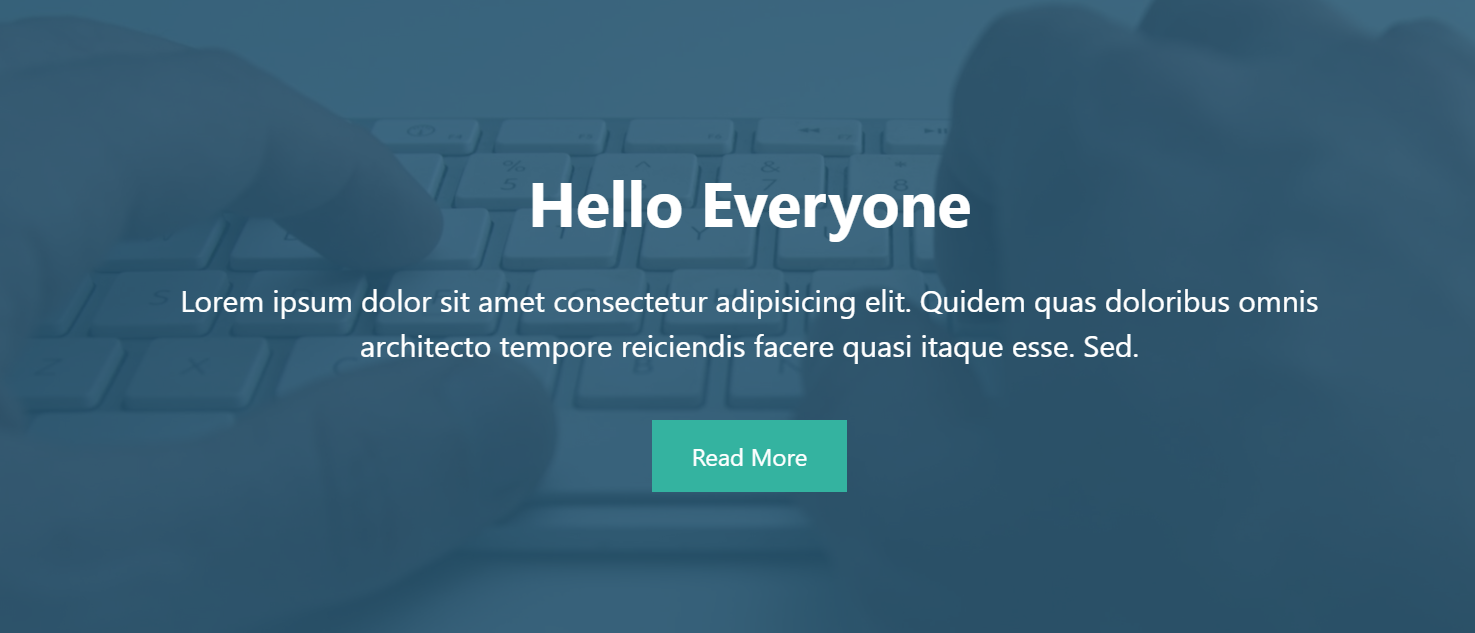 Hello Everyone
Lorem ipsum dolor sit amet consectetur adipisicing elit. Quidem quas doloribus omnis
architecto tempore reiciendis facere quasi itaque esse. Sed.
Read More